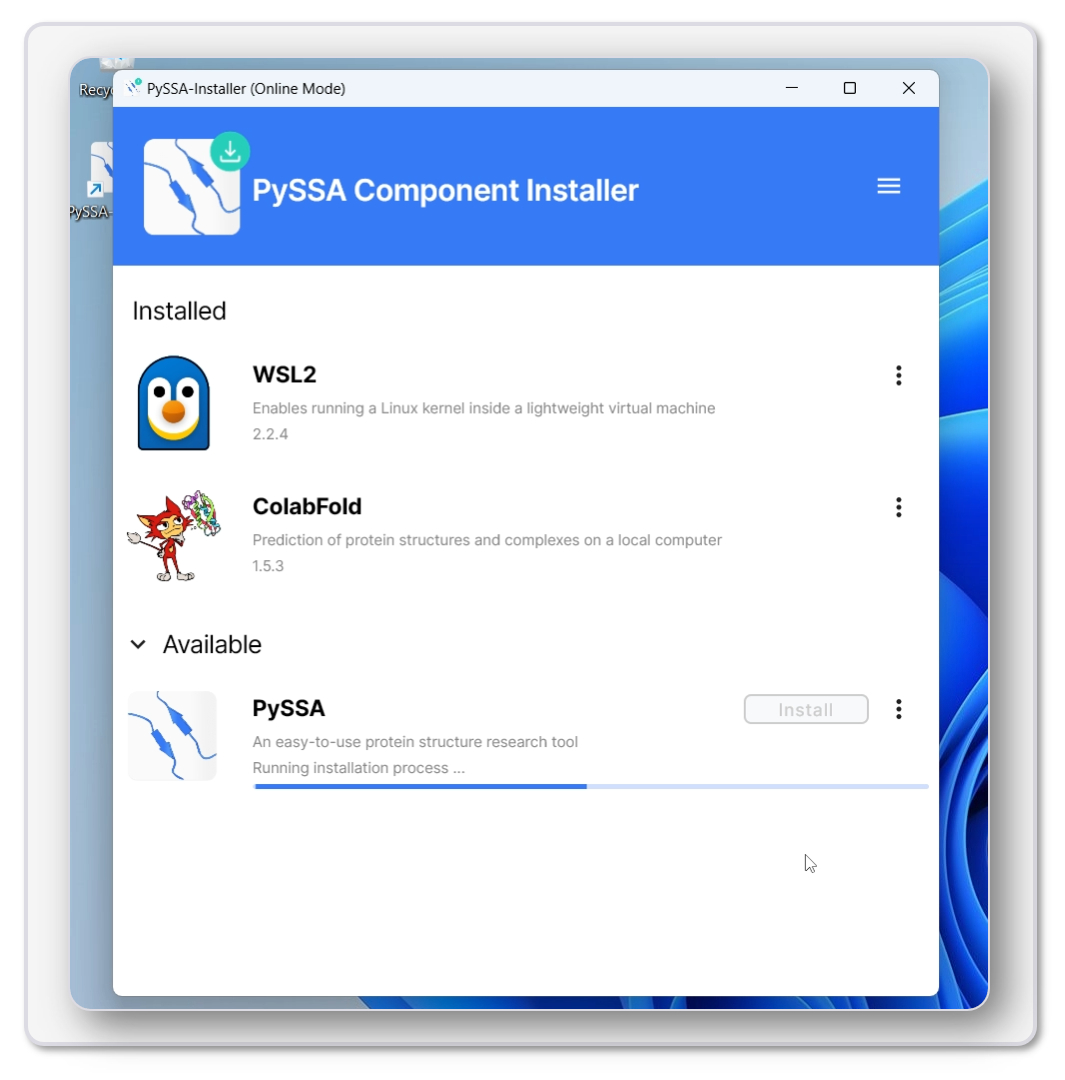 Recy
PySSA-Installer (Online Mode)
PySSA-
PySSA Component Installer
Installed
WSL2
Enables running a Linux kernel inside a lightweight virtual machine
2.2.4
ColabFold
Prediction of protein structures and complexes on a local computer
1.5.3
Available
PySSA
Install
An easy-to-use protein structure research tool
Running installation process ...